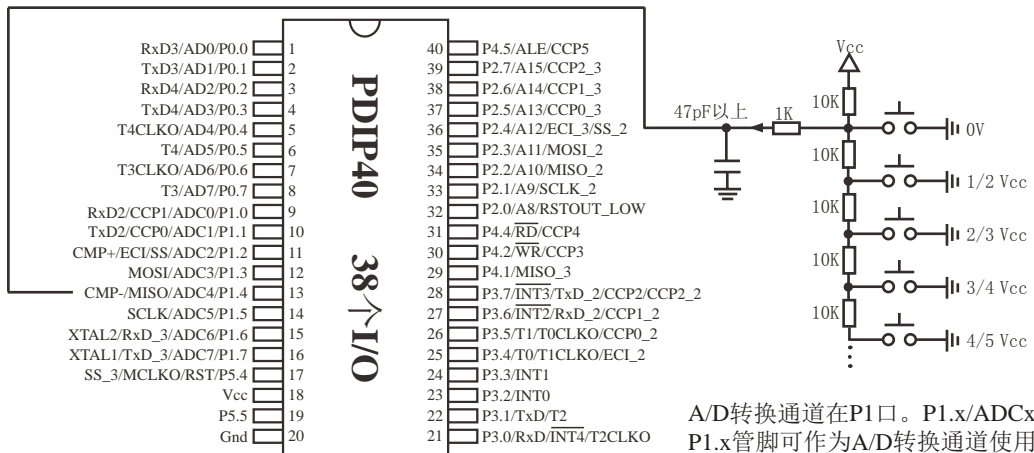 RxD3/AD0/P0.0 1
TxD3/AD1/P0.1 2
RxD4/AD2/P0.2 3
TxD4/AD3/P0.3 4
T4CLKO/AD4/P0.4 5
T4/AD5/P0.5 6
T3CLKO/AD6/P0.6 7
T3/AD7/P0.7 8
RxD2/CCP1/ADC0/P1.0 9
TxD2/CCP0/ADC1/P1.1 10
CMP+/ECI/SS/ADC2/P1.2 11
MOSI/ADC3/P1.3 12
CMP-/MISO/ADC4/P1.4 13
SCLK/ADC5/P1.5 14
XTAL2/RxD_3/ADC6/P1.6 15
XTAL1/TxD_3/ADC7/P1.7 16
SS_3/MCLKO/RST/P5.4 17
Vcc 18
P5.5 19
Gnd 20
PDIP40 38个I/O
40 P4.5/ALE/CCP5
39 P2.7/A15/CCP2_3
38 P2.6/A14/CCP1_3
37 P2.5/A13/CCP0_3
36 P2.4/A12/ECI_3/SS_2
35 P2.3/A11/MOSI_2
34 P2.2/A10/MISO_2
33 P2.1/A9/SCLK_2
32 P2.0/A8/RSTOUT_LOW
31 P4.4/RD/CCP4
30 P4.2/WR/CCP3
29 P4.1/MISO_3
28 P3.7/INT3/TxD_2/CCP2/CCP2_2
27 P3.6/INT2/RxD_2/CCP1_2
26 P3.5/T1/T0CLKO/CCP0_2
25 P3.4/T0/T1CLKO/ECI_2
24 P3.3/INT1
23 P3.2/INT0
22 P3.1/TxD/T2
21 P3.0/RxD/INT4/T2CLKO
47pF以上
1K
Vcc
10K
0V
10K
1/2 Vcc
10K
2/3 Vcc
10K
3/4 Vcc
10K
4/5 Vcc
A/D转换通道在P1口。P1.x/ADCx
P1.x管脚可作为A/D转换通道使用